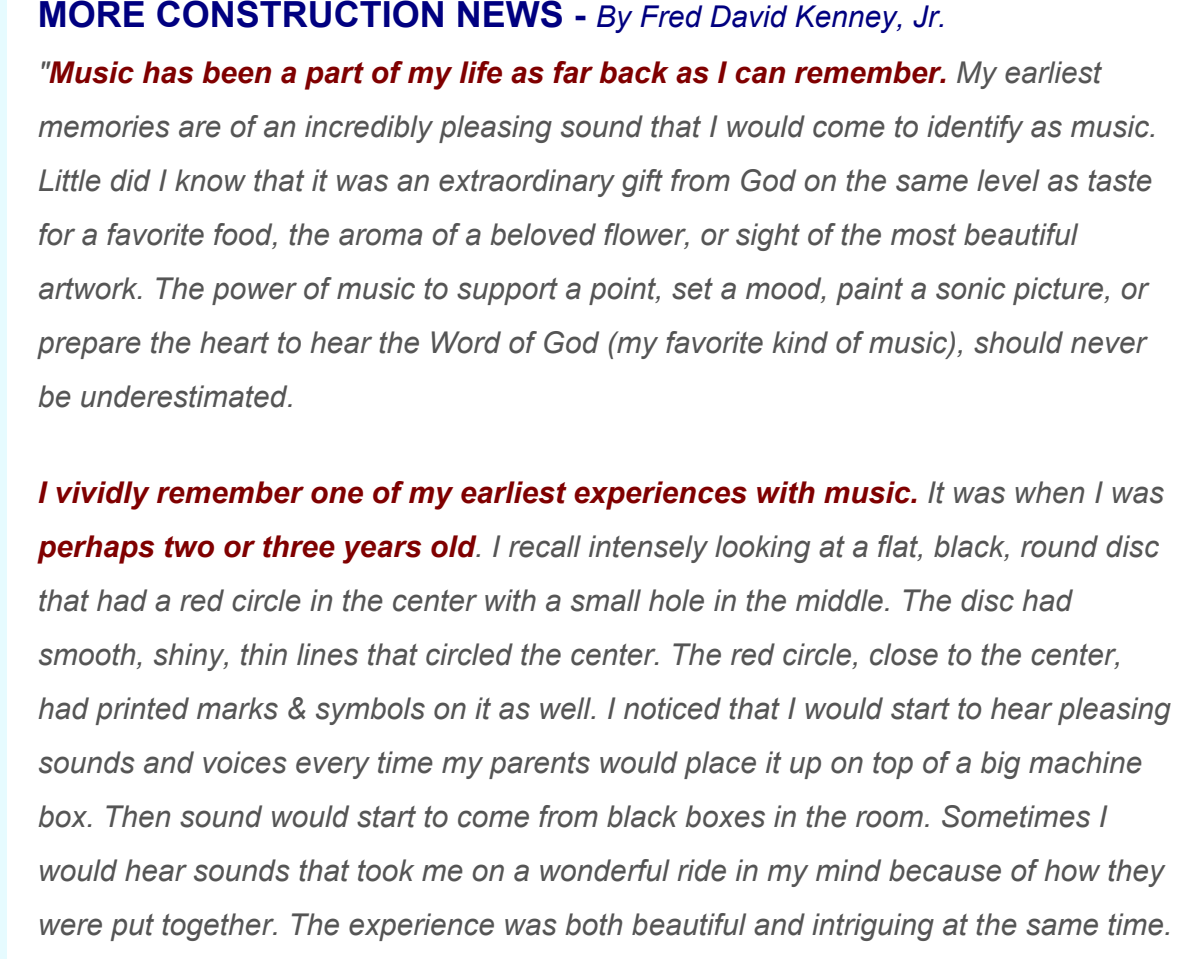 MORE CONSTRUCTION NEWS - By Fred David Kenney, Jr.
"Music has been a part of my life as far back as I can remember. My earliest
memories are of an incredibly pleasing sound that I would come to identify as music.
Little did I know that it was an extraordinary gift from God on the same level as taste
for a favorite food, the aroma of a beloved flower, or sight of the most beautiful
artwork. The power of music to support a point, set a mood, paint a sonic picture, or
prepare the heart to hear the Word of God (my favorite kind of music), should never
be underestimated.
I vividly remember one of my earliest experiences with music. It was when I was
perhaps two or three years old. I recall intensely looking at a flat, black, round disc
that had a red circle in the center with a small hole in the middle. The disc had
smooth, shiny, thin lines that circled the center. The red circle, close to the center,
had printed marks & symbols on it as well. I noticed that I would start to hear pleasing
sounds and voices every time my parents would place it up on top of a big machine
box. Then sound would start to come from black boxes in the room. Sometimes I
would hear sounds that took me on a wonderful ride in my mind because of how they
were put together. The experience was both beautiful and intriguing at the same time.